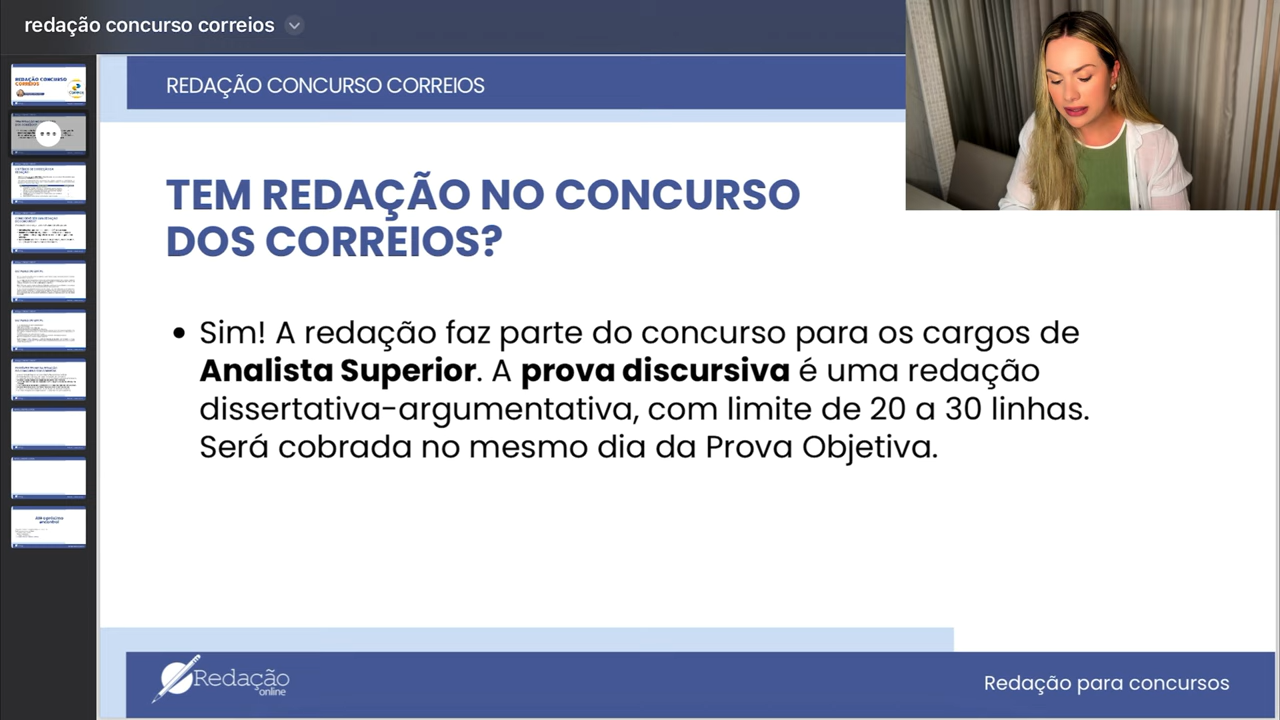 redação concurso correios
REDAÇÃO CONCURSO CORREIOS
TEM REDAÇÃO NO CONCURSO
DOS CORREIOS?
• Sim! A redação faz parte do concurso para os cargos de
Analista Superior. A prova discursiva é uma redação
dissertativa-argumentativa, com limite de 20 a 30 linhas.
Será cobrada no mesmo dia da Prova Objetiva.
Redação
online
Redação para concursos